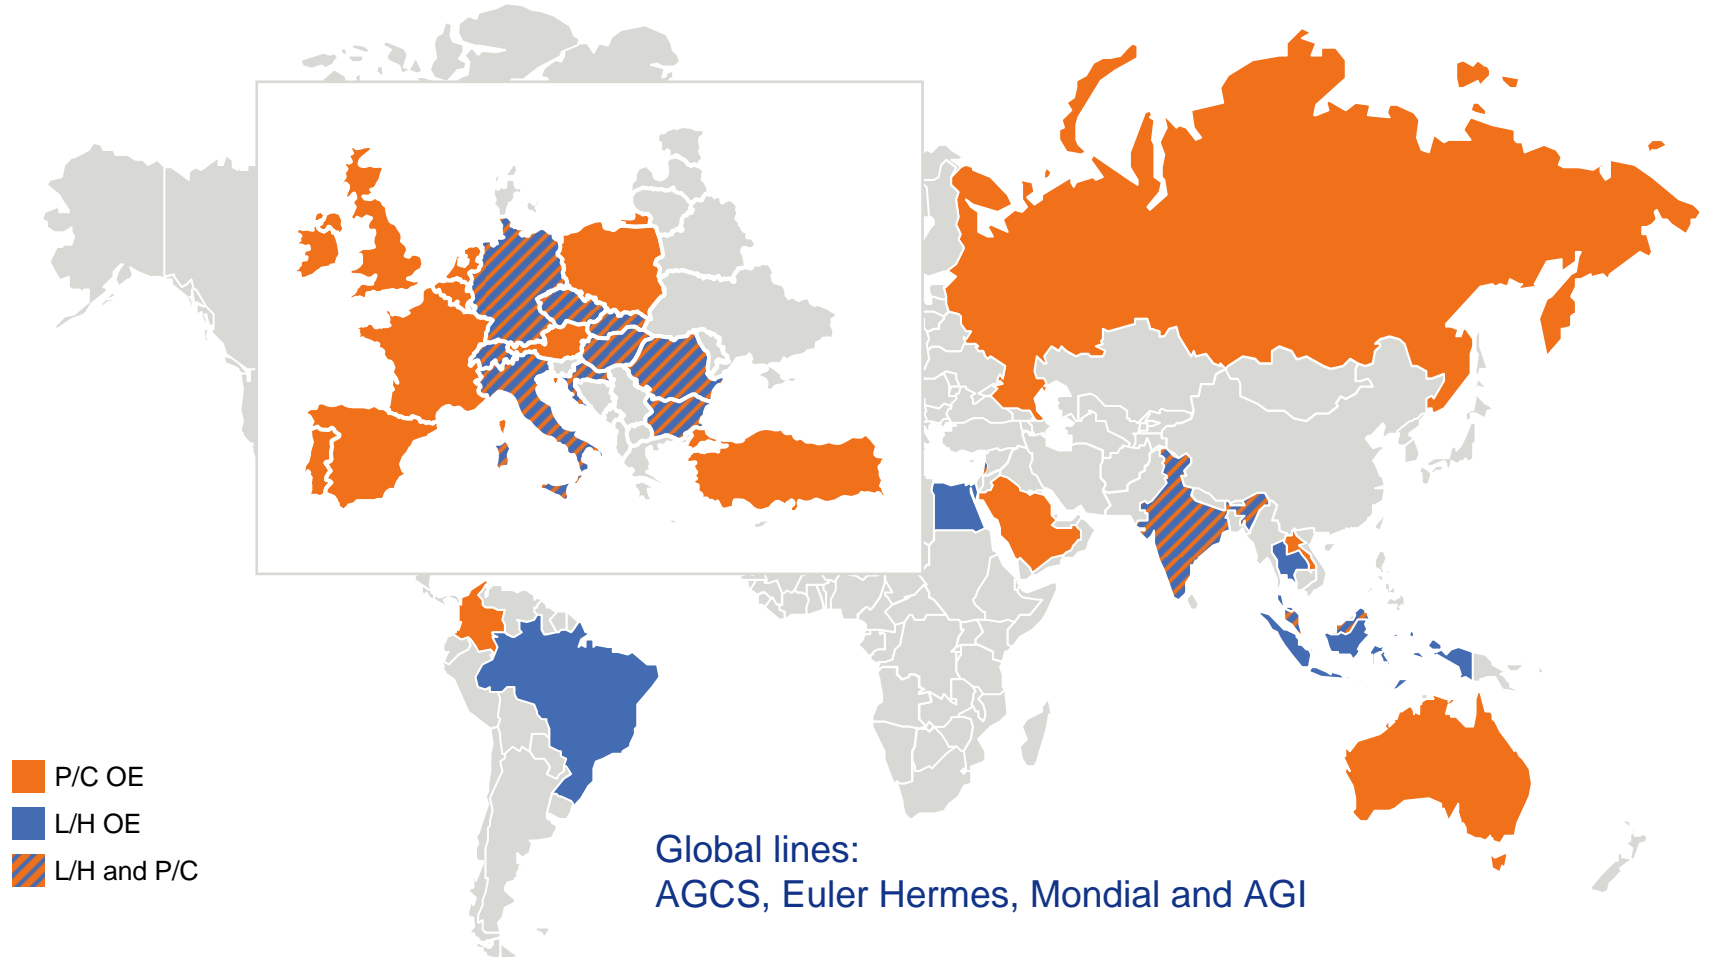 P/C OE
L/H OE
L/H and P/C
Global lines:
AGCS, Euler Hermes, Mondial and AGI